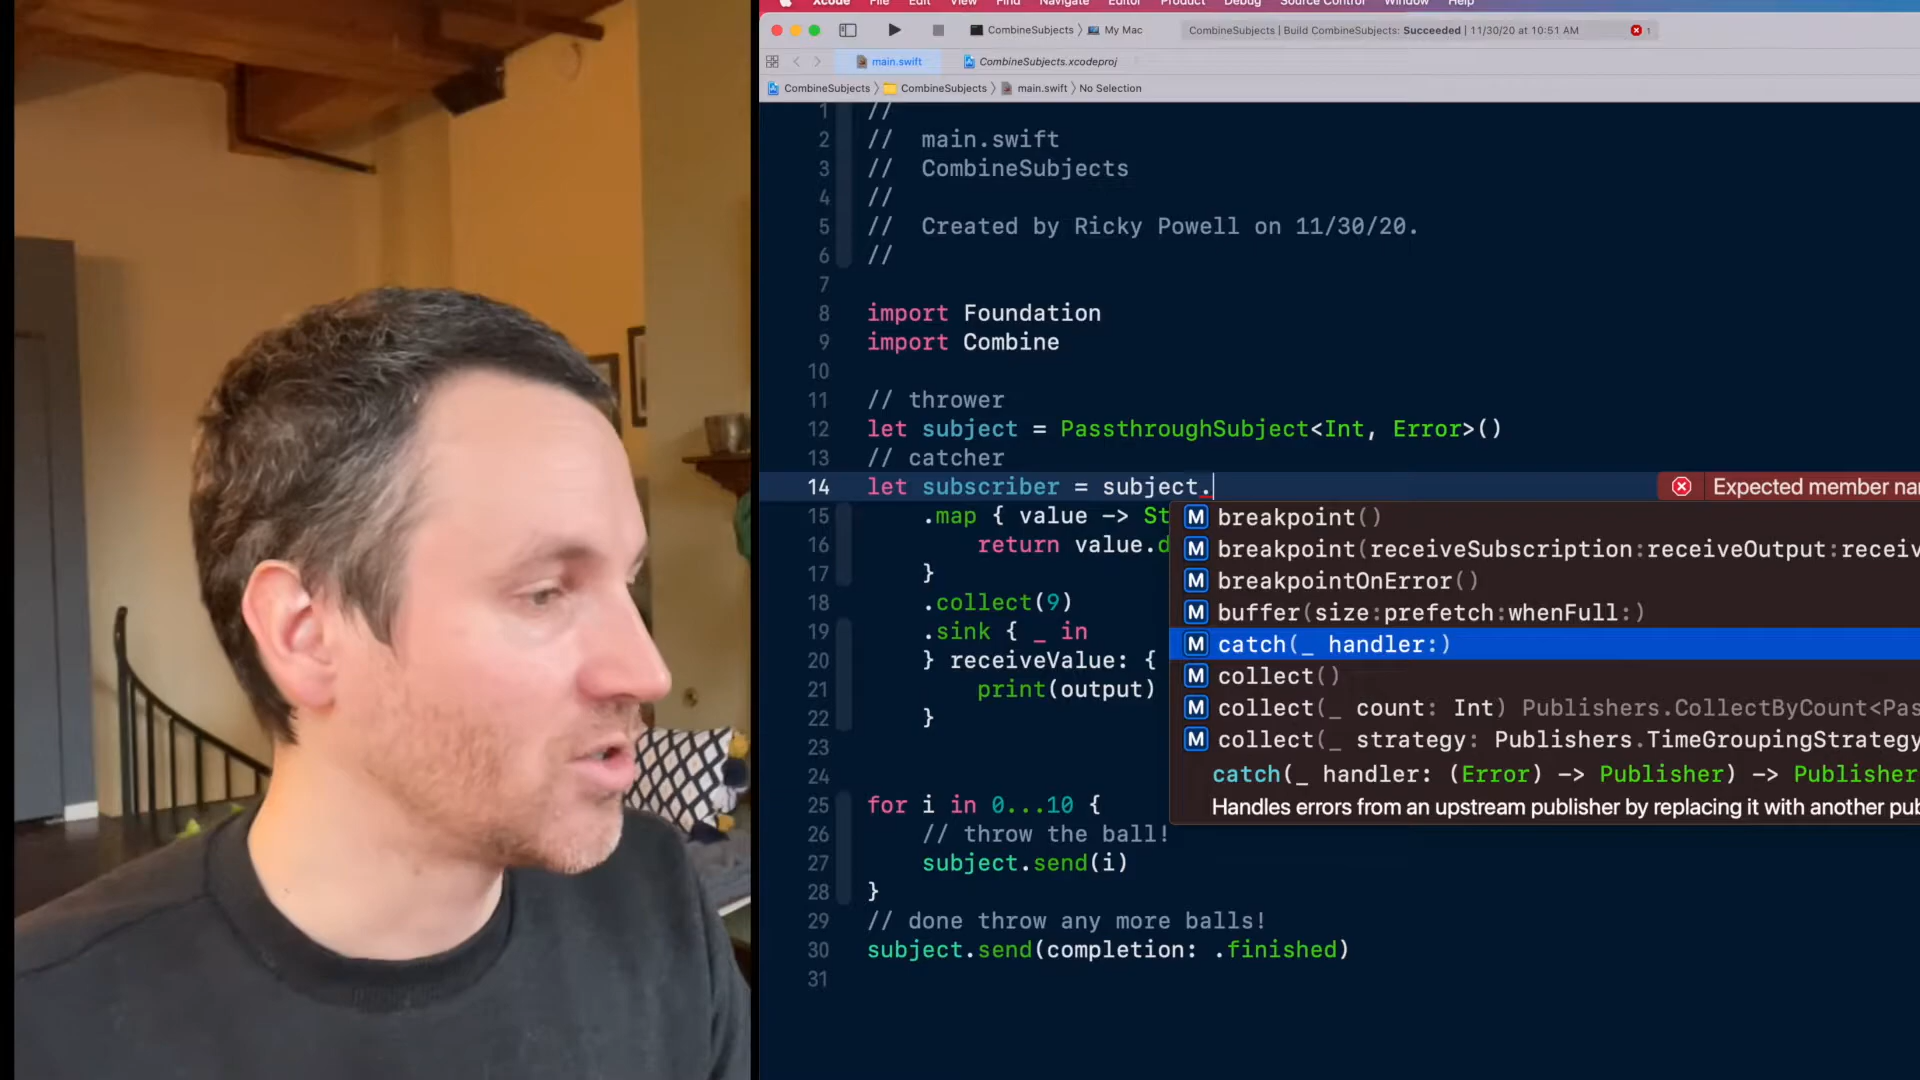 Xcode File Edit View Find Navigate Editor Product Debug Source Control Window Help
CombineSubjects My Mac CombineSubjects | Build CombineSubjects: Succeeded | 11/30/20 at 10:51 AM 1
main.swift CombineSubjects.xcodeproj
CombineSubjects CombineSubjects main.swift No Selection
1 //
2 // main.swift
3 // CombineSubjects
4 //
5 // Created by Ricky Powell on 11/30/20.
6 //
7
8 import Foundation
9 import Combine
10
11 // thrower
12 let subject = PassthroughSubject<Int, Error>()
13 // catcher
14 let subscriber = subject. Expected member na
15 .map { value -> St
16 return value.d
17 }
18 .collect(9)
19 .sink { _ in
20 } receiveValue: {
21 print(output)
22 }
23
24
25 for i in 0...10 {
26 // throw the ball!
27 subject.send(i)
28 }
29 // done throw any more balls!
30 subject.send(completion: .finished)
31
M breakpoint()
M breakpoint(receiveSubscription:receiveOutput:receiv
M breakpointOnError()
M buffer(size:prefetch:whenFull:)
M catch(_ handler:)
M collect()
M collect(_ count: Int) Publishers.CollectByCount<Pas
M collect(_ strategy: Publishers.TimeGroupingStrategy
catch(_ handler: (Error) -> Publisher) -> Publisher
Handles errors from an upstream publisher by replacing it with another pub